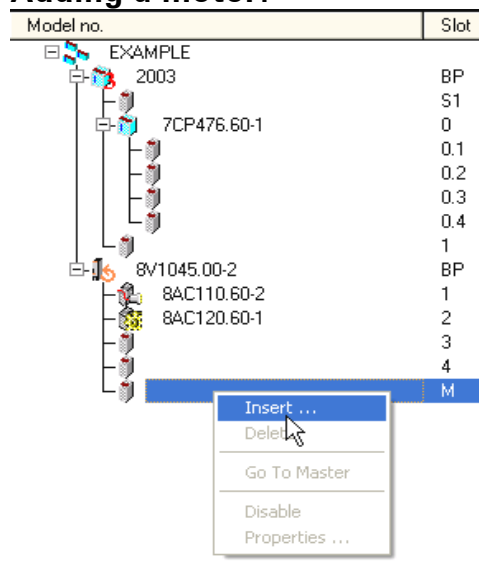 Model no. Slot
EXAMPLE
2003 BP
S1
7CP476.60-1 0
0.1
0.2
0.3
0.4
1
8V1045.00-2 BP
8AC110.60-2 1
8AC120.60-1 2
3
4
M
Insert ...
Delete
Go To Master
Disable
Properties ...